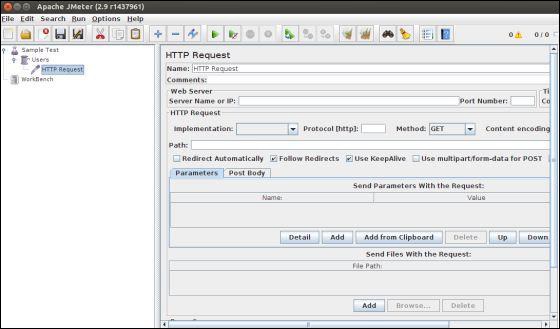 Apache JMeter (2.9 r1437961)
File Edit Search Run Options Help
0 0 / 0
Sample Test
Users
HTTP Request
WorkBench
HTTP Request
Name: HTTP Request
Comments:
Web Server
Server Name or IP: Port Number:
HTTP Request
Implementation: Protocol [http]: Method: GET Content encoding
Path:
Redirect Automatically Follow Redirects Use KeepAlive Use multipart/form-data for POST
Parameters Post Body
Send Parameters With the Request:
Name: Value
Detail Add Add from Clipboard Delete Up Down
Send Files With the Request:
File Path:
Add Browse... Delete